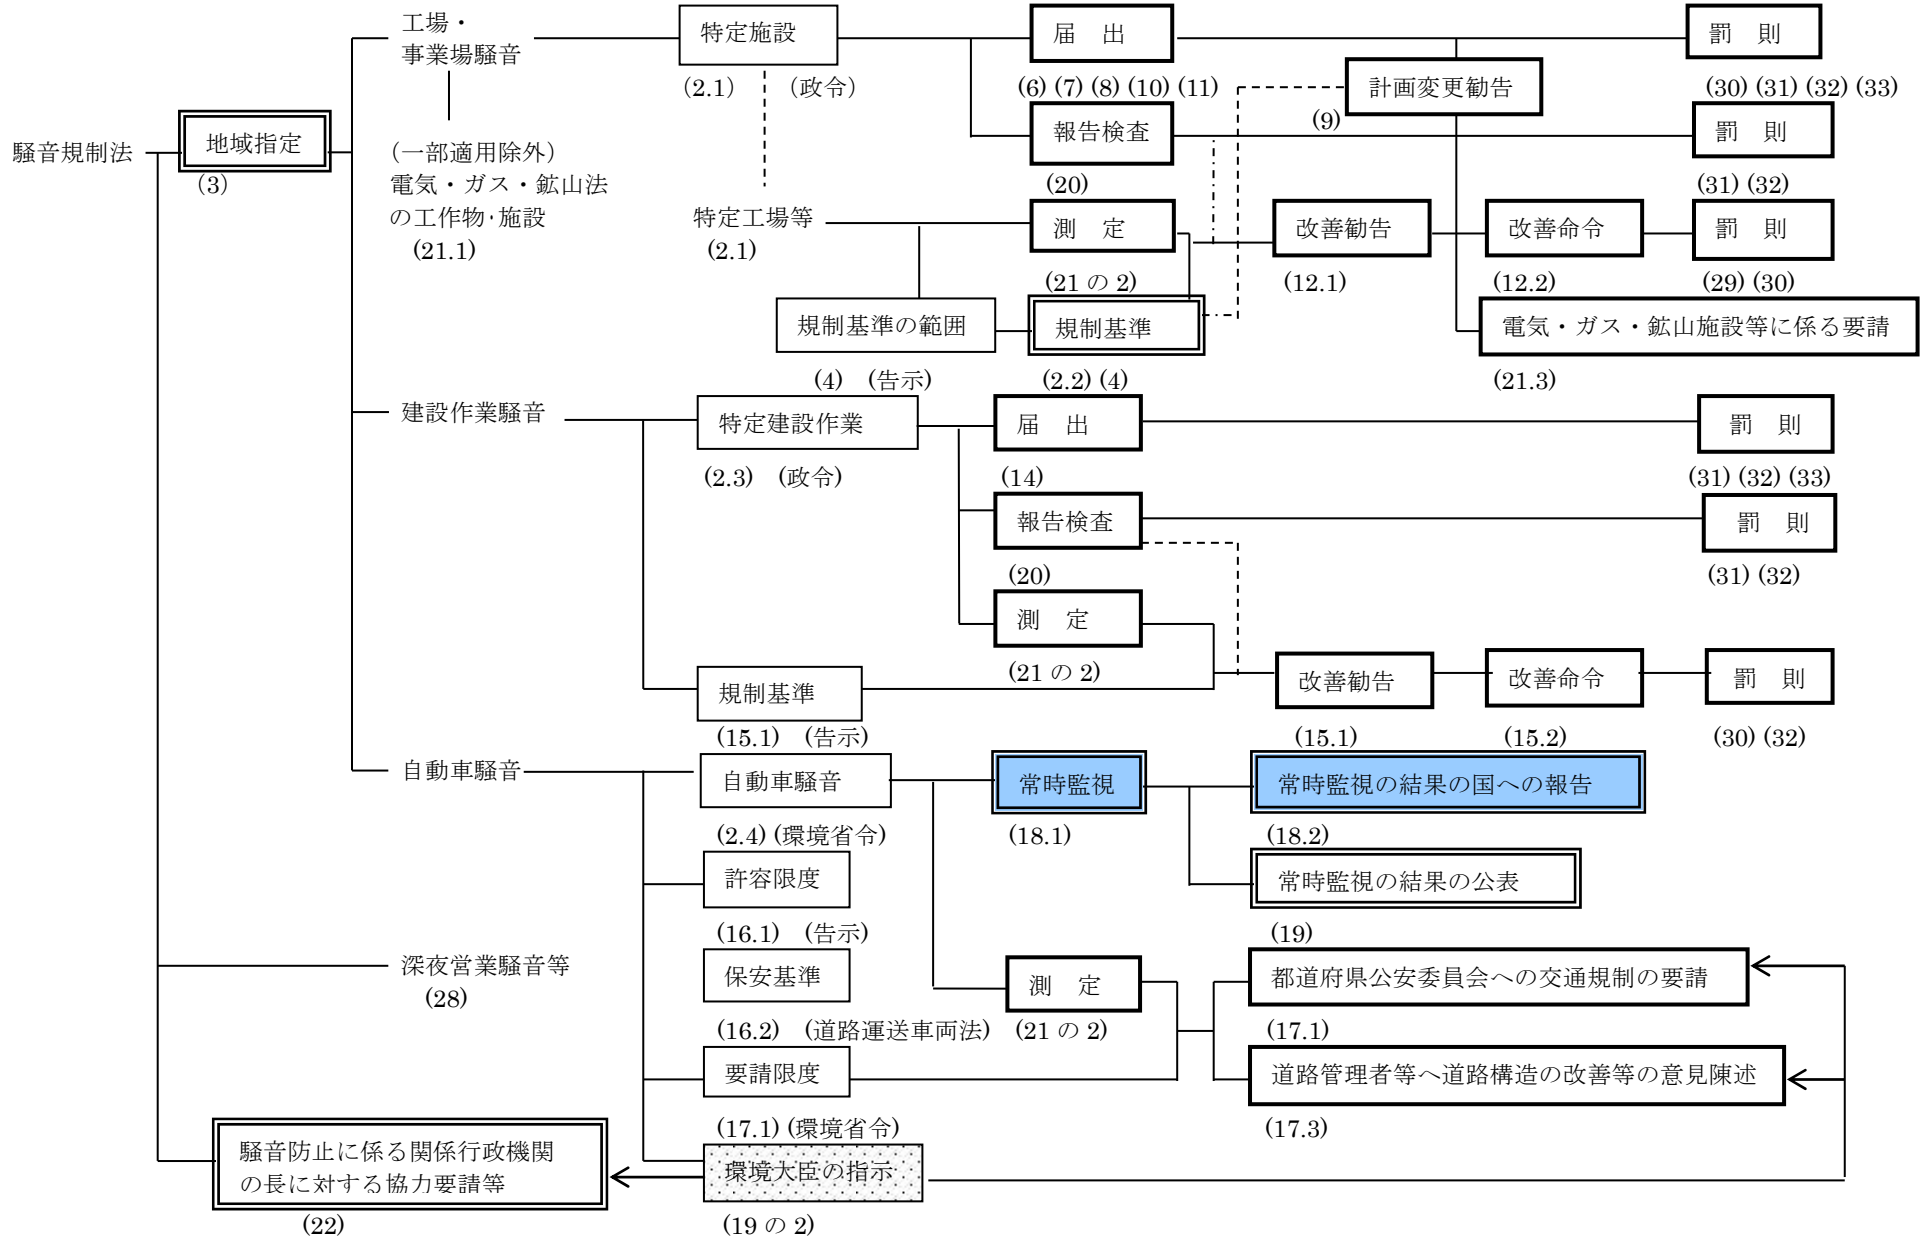 工場・
事業場騒音
特定施設
届　出
罰　則
(2.1)　(政令)
(6) (7) (8) (10) (11)
計画変更勧告
(30) (31) (32) (33)
(9)
騒音規制法
地域指定
(3)
(一部適用除外)
電気・ガス・鉱山法
の工作物・施設
(21.1)
報告検査
罰　則
(20)
(31) (32)
特定工場等
(2.1)
測　定
改善勧告
改善命令
罰　則
(21 の 2)
(12.1)
(12.2)
(29) (30)
規制基準の範囲
規制基準
電気・ガス・鉱山施設等に係る要請
(4)　(告示)
(2.2) (4)
(21.3)
建設作業騒音
特定建設作業
届　出
罰　則
(2.3)　(政令)
(14)
(31) (32) (33)
報告検査
罰　則
(20)
(31) (32)
測　定
(21 の 2)
規制基準
改善勧告
改善命令
罰　則
(15.1)　(告示)
(15.1)
(15.2)
(30) (32)
自動車騒音
自動車騒音
常時監視
常時監視の結果の国への報告
(2.4) (環境省令)
(18.1)
(18.2)
許容限度
常時監視の結果の公表
(16.1)　(告示)
(19)
深夜営業騒音等
(28)
保安基準
測　定
都道府県公安委員会への交通規制の要請
(16.2)　(道路運送車両法)
(21 の 2)
(17.1)
要請限度
道路管理者等へ道路構造の改善等の意見陳述
(17.1) (環境省令)
(17.3)
騒音防止に係る関係行政機関
の長に対する協力要請等
(22)
環境大臣の指示
(19 の 2)